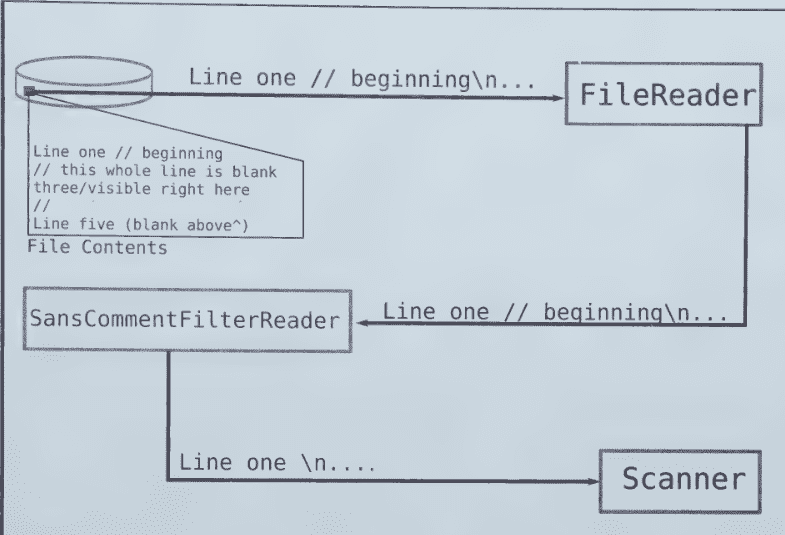 Line one // beginning\n...
FileReader
Line one // beginning
// this whole line is blank
three/visible right here
//
Line five (blank above^)
File Contents
SansCommentFilterReader
Line one // beginning\n...
Line one \n....
Scanner